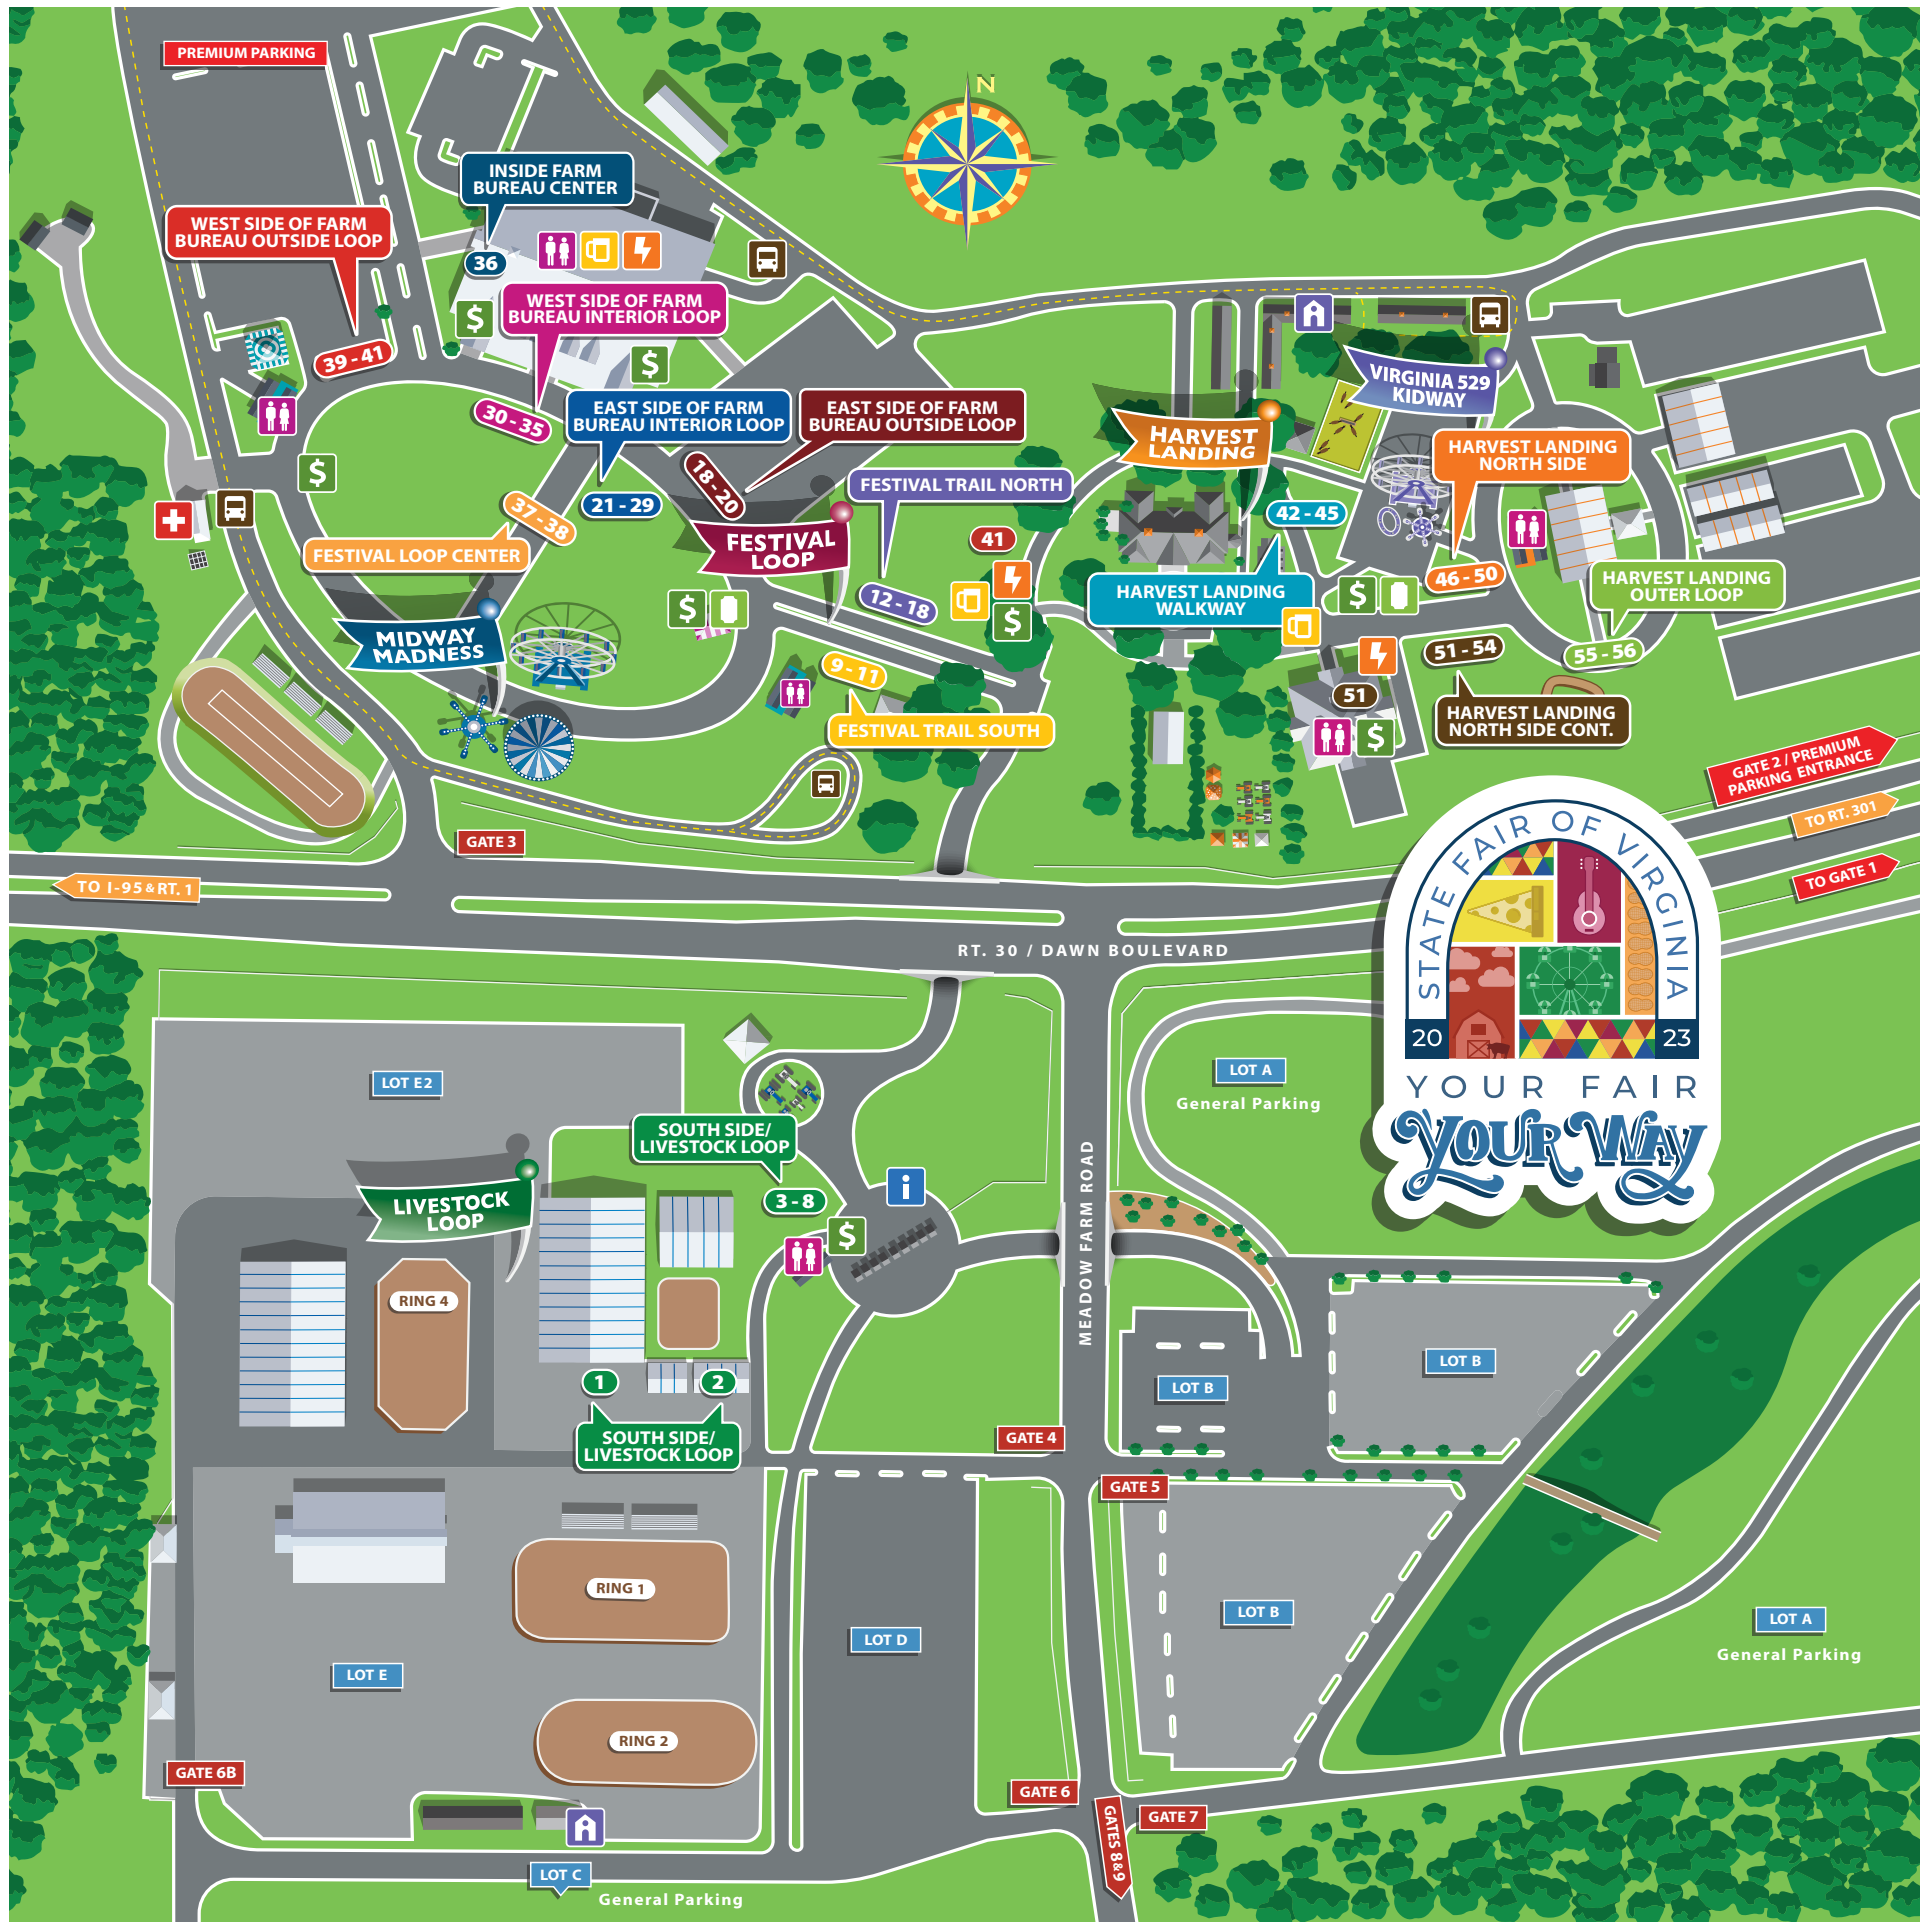 PREMIUM PARKING
N
INSIDE FARM
BUREAU CENTER
WEST SIDE OF FARM
BUREAU OUTSIDE LOOP
36
$
WEST SIDE OF FARM
BUREAU INTERIOR LOOP
39 - 41
$
30 - 35
EAST SIDE OF FARM
BUREAU INTERIOR LOOP
EAST SIDE OF FARM
BUREAU OUTSIDE LOOP
VIRGINIA 529
KIDWAY
HARVEST
LANDING
HARVEST LANDING
NORTH SIDE
$
18 - 20
FESTIVAL TRAIL NORTH
37 - 38
21 - 29
42 - 45
FESTIVAL LOOP CENTER
FESTIVAL
LOOP
41
46 - 50
HARVEST LANDING
OUTER LOOP
HARVEST LANDING
WALKWAY
$
$
12 - 18
$
MIDWAY
MADNESS
9 - 11
51 - 54
55 - 56
51
FESTIVAL TRAIL SOUTH
$
HARVEST LANDING
NORTH SIDE CONT.
GATE 2 / PREMIUM
PARKING ENTRANCE
TO RT. 301
TO GATE 1
GATE 3
TO I-95 & RT. 1
RT. 30 / DAWN BOULEVARD
STATE FAIR OF VIRGINIA
20
23
YOUR FAIR
YOUR WAY
LOT E2
LOT A
General Parking
SOUTH SIDE/
LIVESTOCK LOOP
MEADOW FARM ROAD
i
3 - 8
LIVESTOCK
LOOP
$
RING 4
LOT B
LOT B
1
2
SOUTH SIDE/
LIVESTOCK LOOP
GATE 4
GATE 5
RING 1
LOT B
LOT D
LOT A
General Parking
LOT E
RING 2
GATE 6B
GATE 6
GATES 8 & 9
GATE 7
LOT C
General Parking